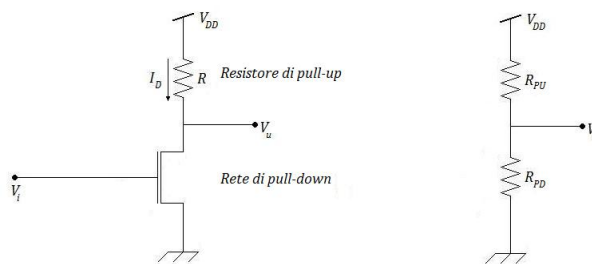 V_DD
I_D
R
Resistore di pull-up
V_u
Rete di pull-down
V_i
V_DD
R_PU
V
R_PD